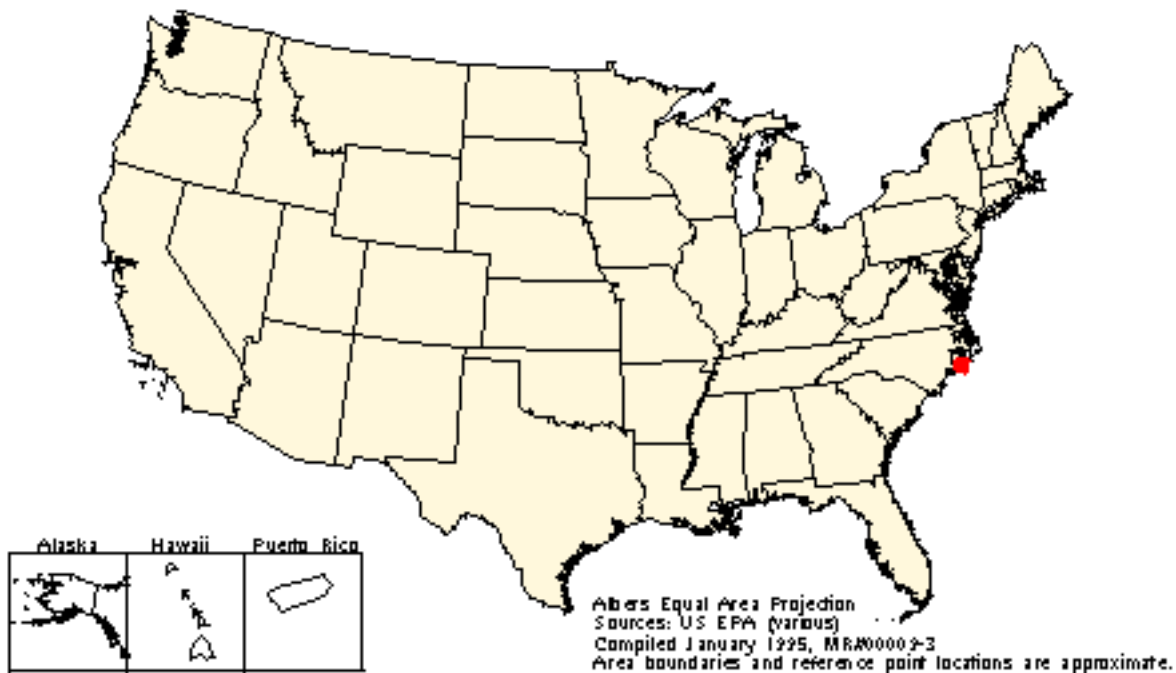 Alaska Hawaii Puerto Rico
Albers Equal Area Projection
Sources: US EPA (various)
Compiled January 1995, MR#00009-3
Area boundaries and reference point locations are approximate.